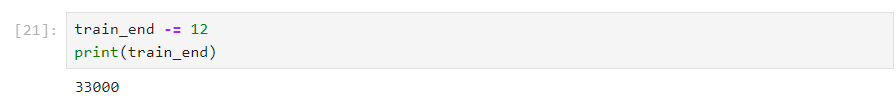 [21]: train_end -= 12
print(train_end)
33000